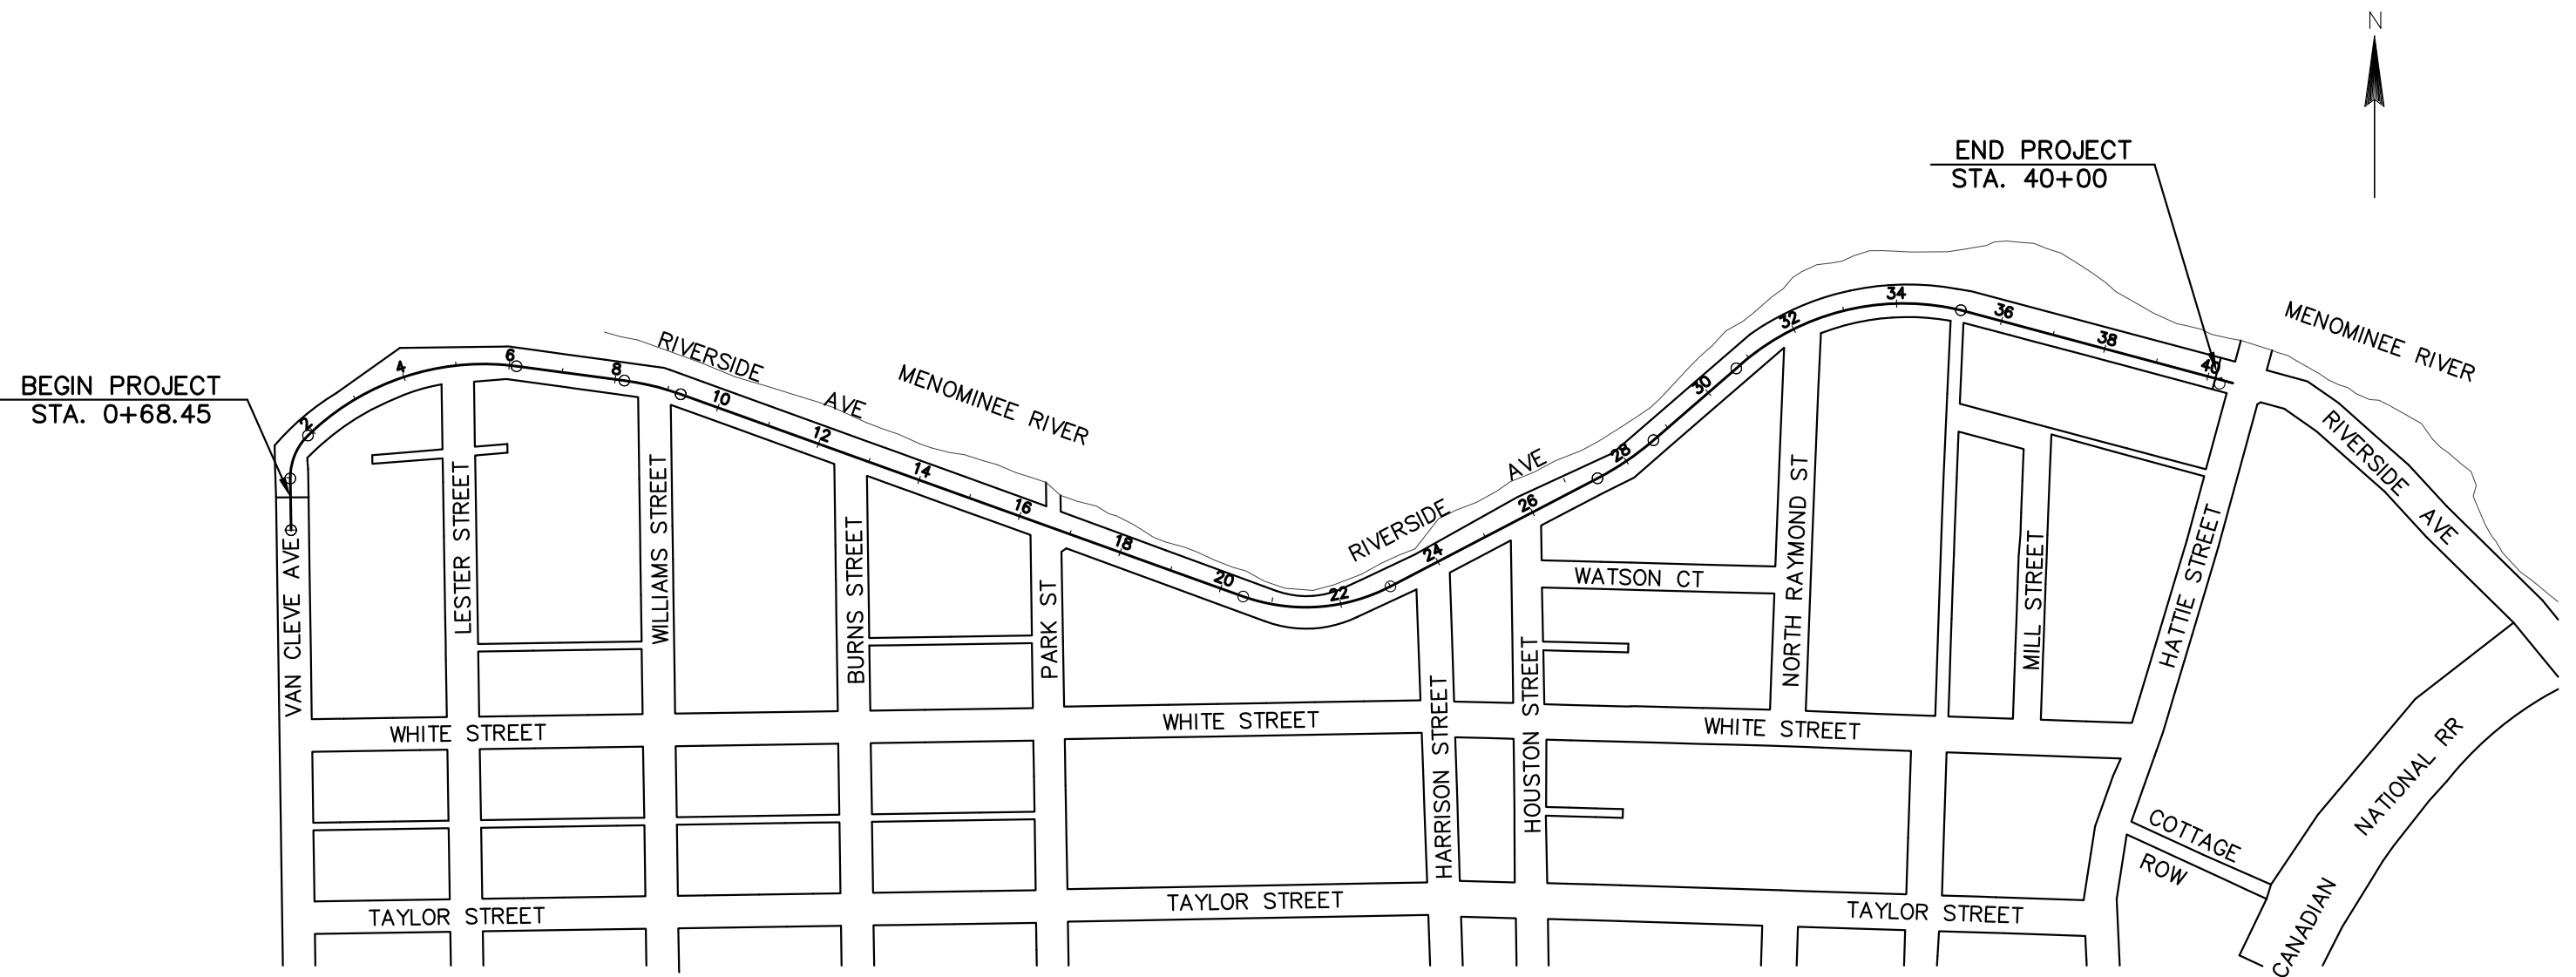 N
END PROJECT
STA. 40+00
BEGIN PROJECT
STA. 0+68.45
RIVERSIDE AVE
MENOMINEE RIVER
RIVERSIDE AVE
MENOMINEE RIVER
RIVERSIDE AVE
2
4
6
8
10
12
14
16
18
20
22
24
26
28
30
32
34
36
38
40
VAN CLEVE AVE
LESTER STREET
WILLIAMS STREET
BURNS STREET
PARK ST
HARRISON STREET
HOUSTON STREET
WATSON CT
NORTH RAYMOND ST
MILL STREET
HATTIE STREET
WHITE STREET
WHITE STREET
WHITE STREET
TAYLOR STREET
TAYLOR STREET
TAYLOR STREET
COTTAGE
ROW
CANADIAN NATIONAL RR